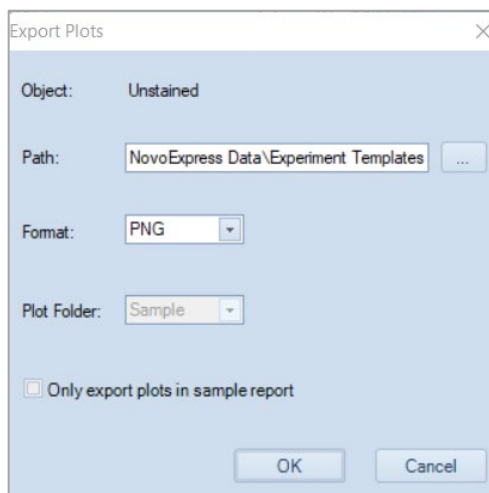 Export Plots
Object: Unstained
Path: NovoExpress Data\Experiment Templates ...
Format: PNG
Plot Folder: Sample
Only export plots in sample report
OK Cancel